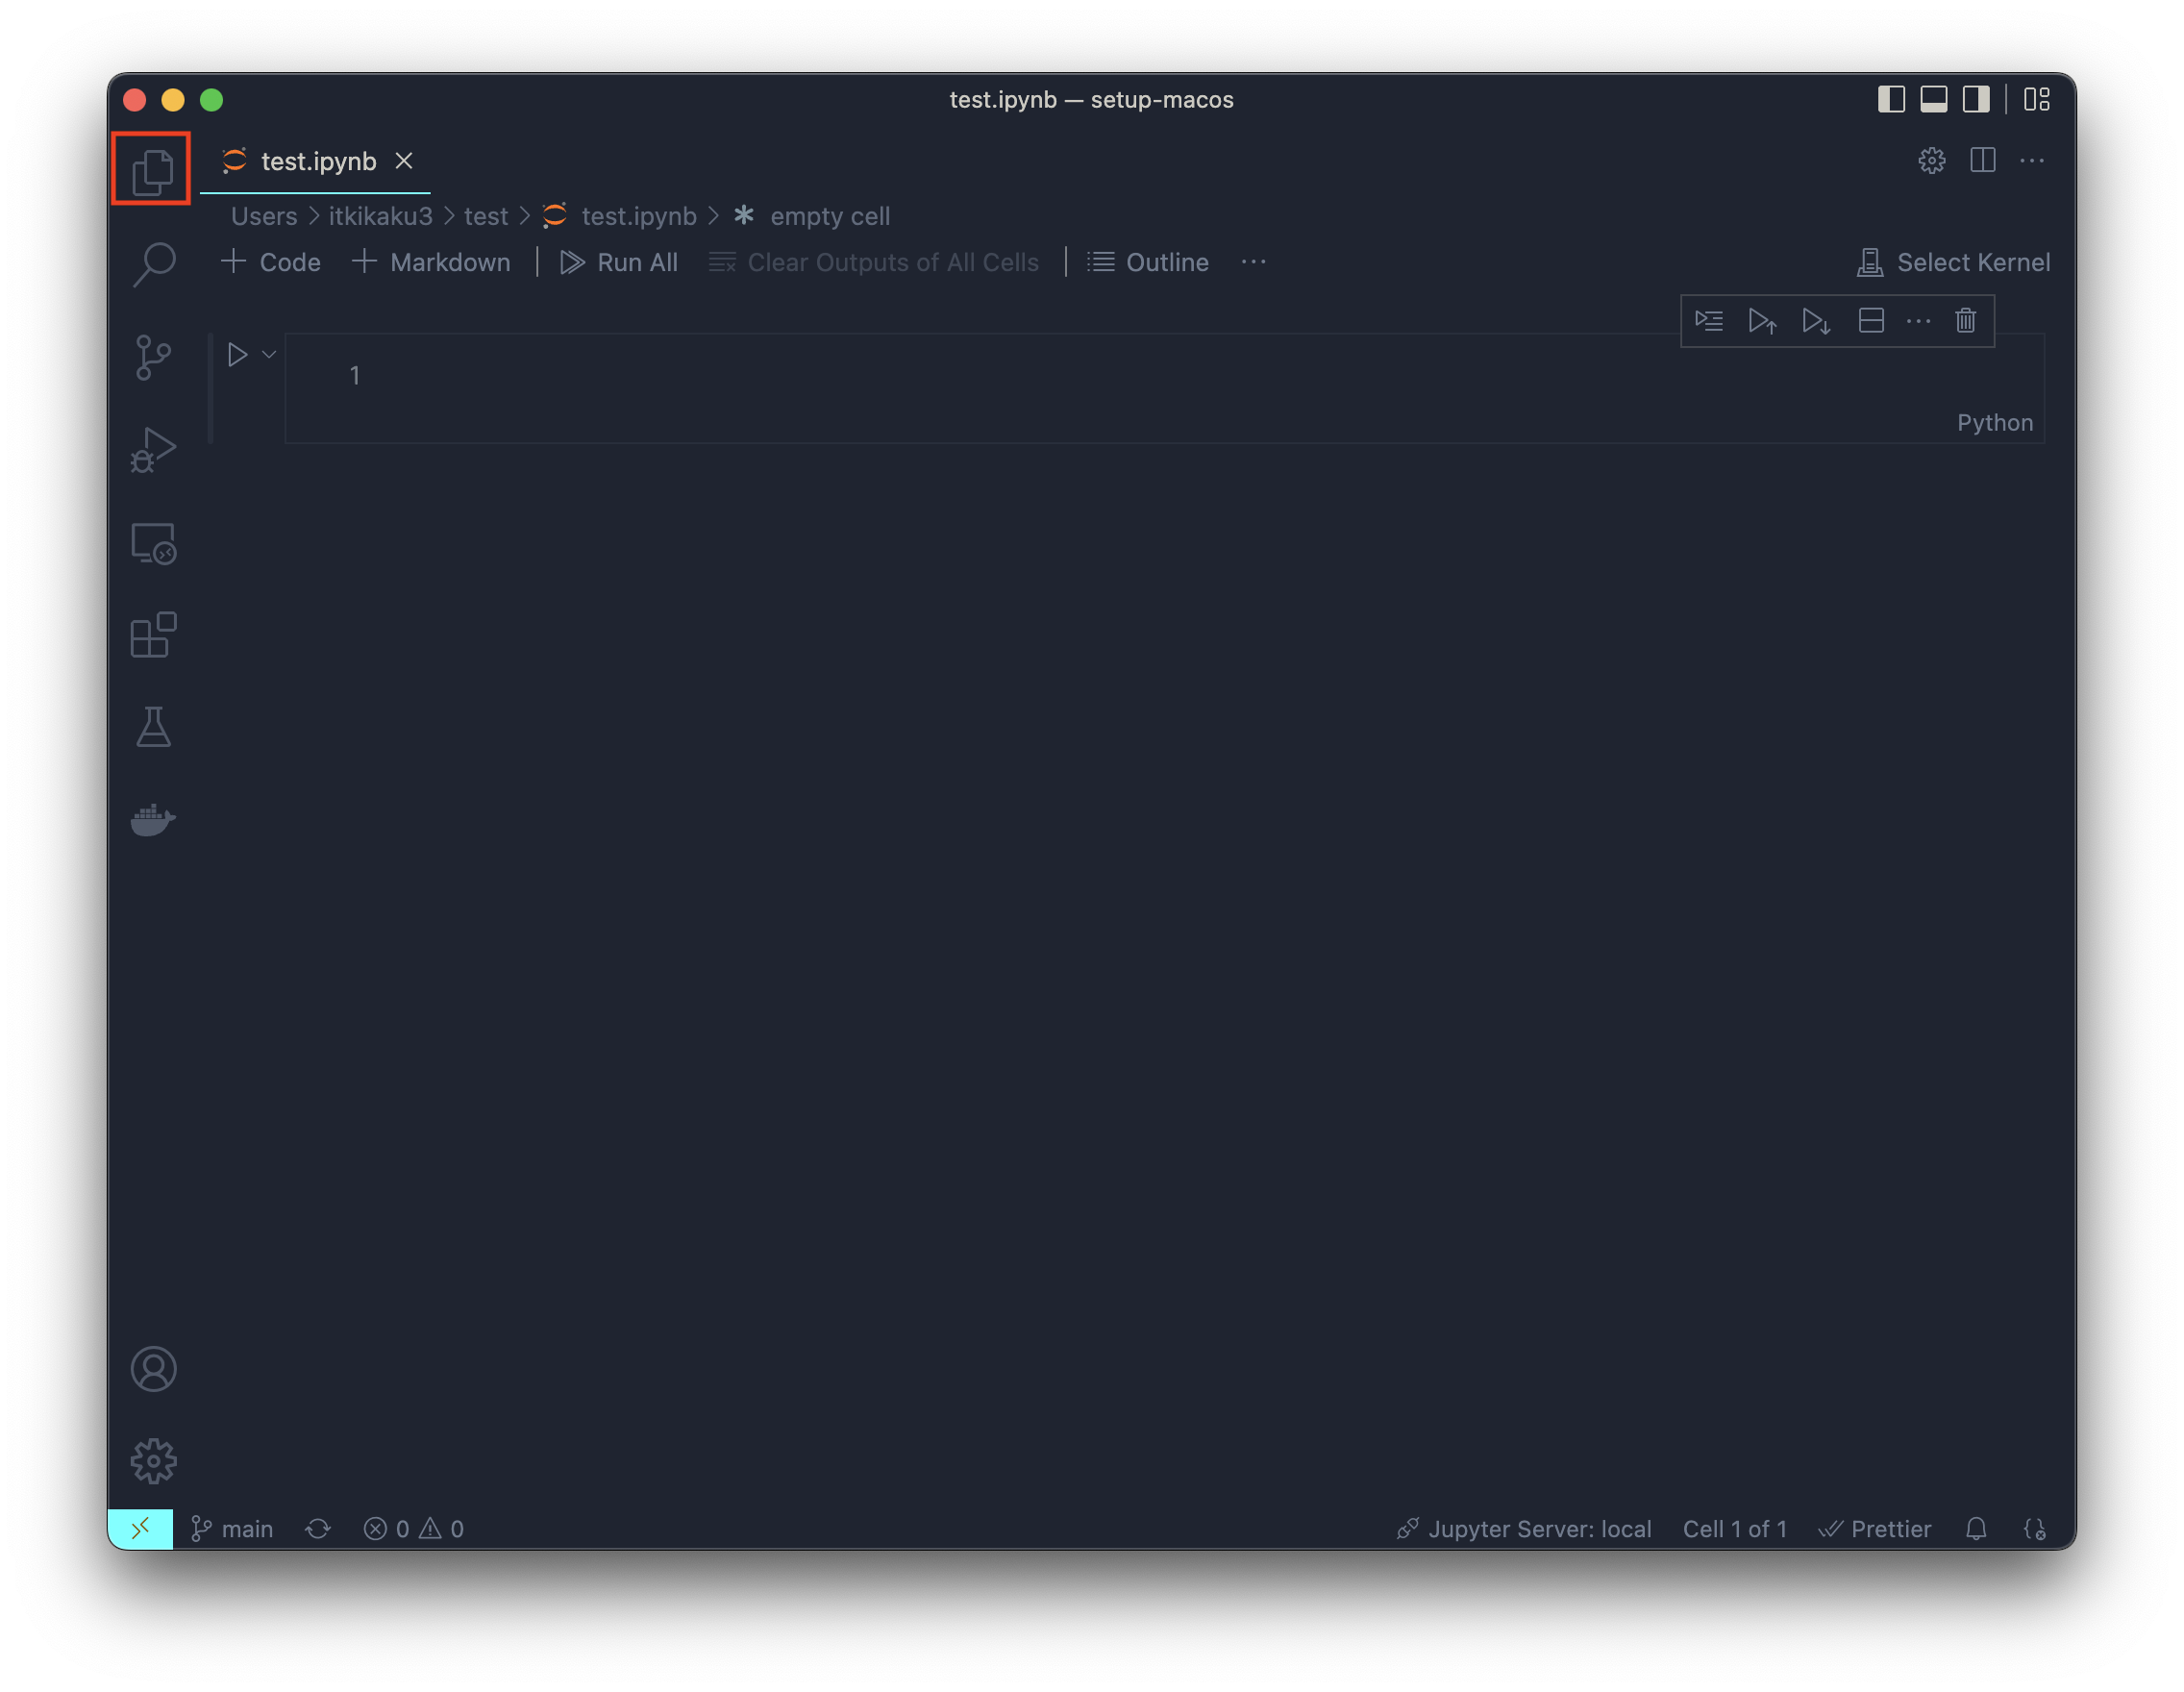 test.ipynb — setup-macos
test.ipynb
Users > itkikaku3 > test > test.ipynb > empty cell
+ Code + Markdown | Run All Clear Outputs of All Cells | Outline ... Select Kernel
1
Python
main 0 0 Jupyter Server: local Cell 1 of 1 Prettier